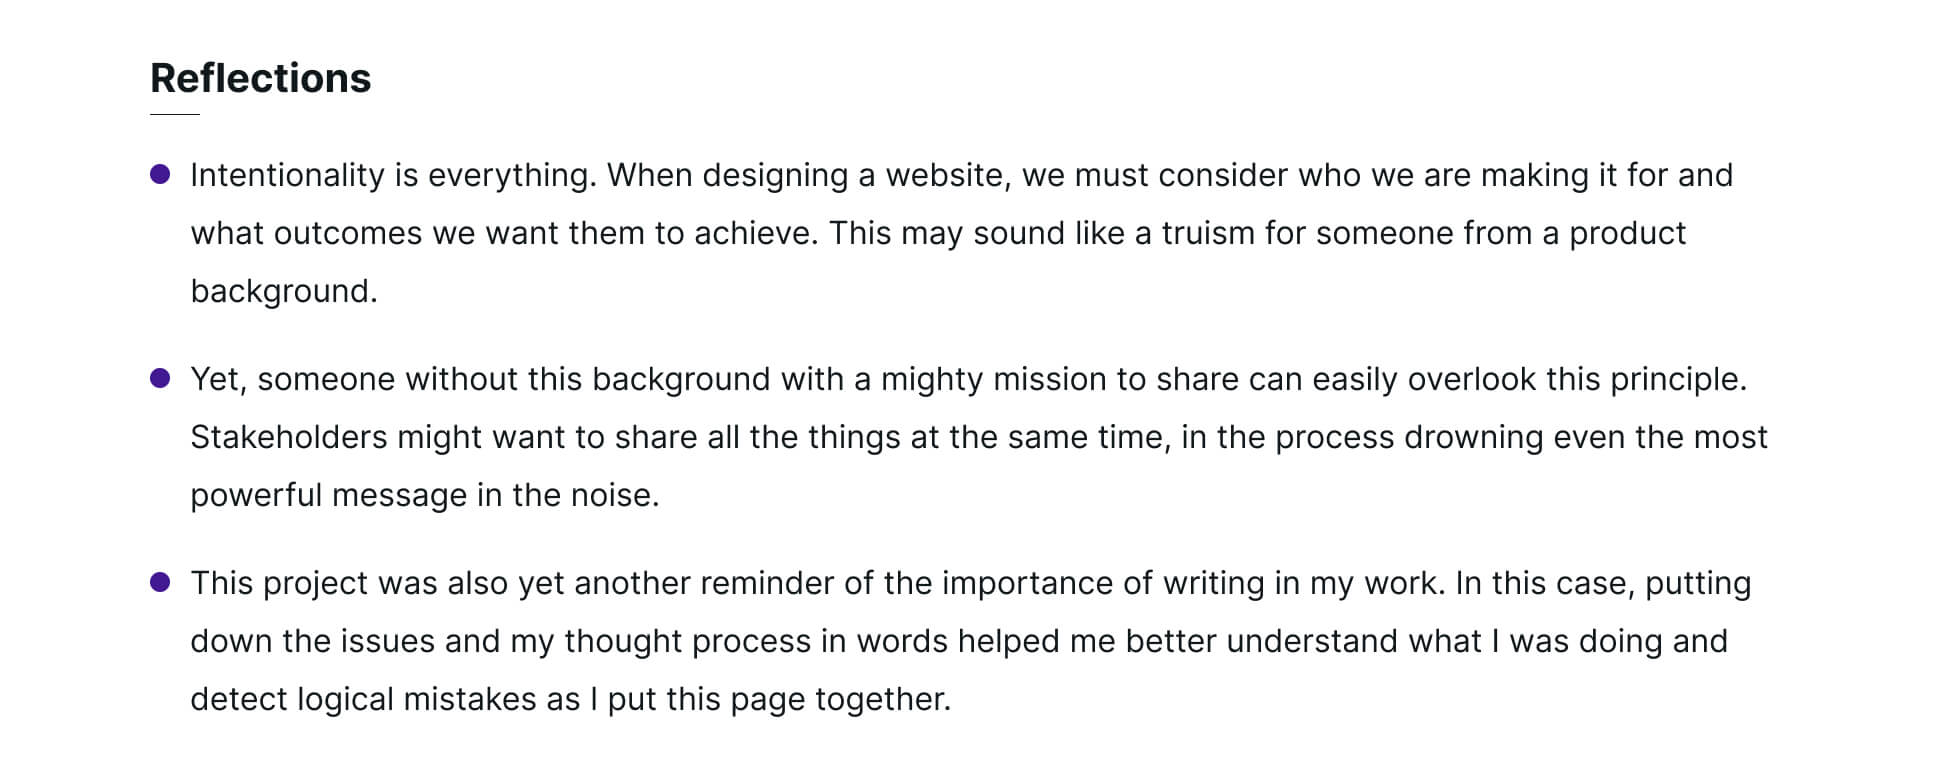 Reflections
Intentionality is everything. When designing a website, we must consider who we are making it for and
what outcomes we want them to achieve. This may sound like a truism for someone from a product
background.
Yet, someone without this background with a mighty mission to share can easily overlook this principle.
Stakeholders might want to share all the things at the same time, in the process drowning even the most
powerful message in the noise.
This project was also yet another reminder of the importance of writing in my work. In this case, putting
down the issues and my thought process in words helped me better understand what I was doing and
detect logical mistakes as I put this page together.